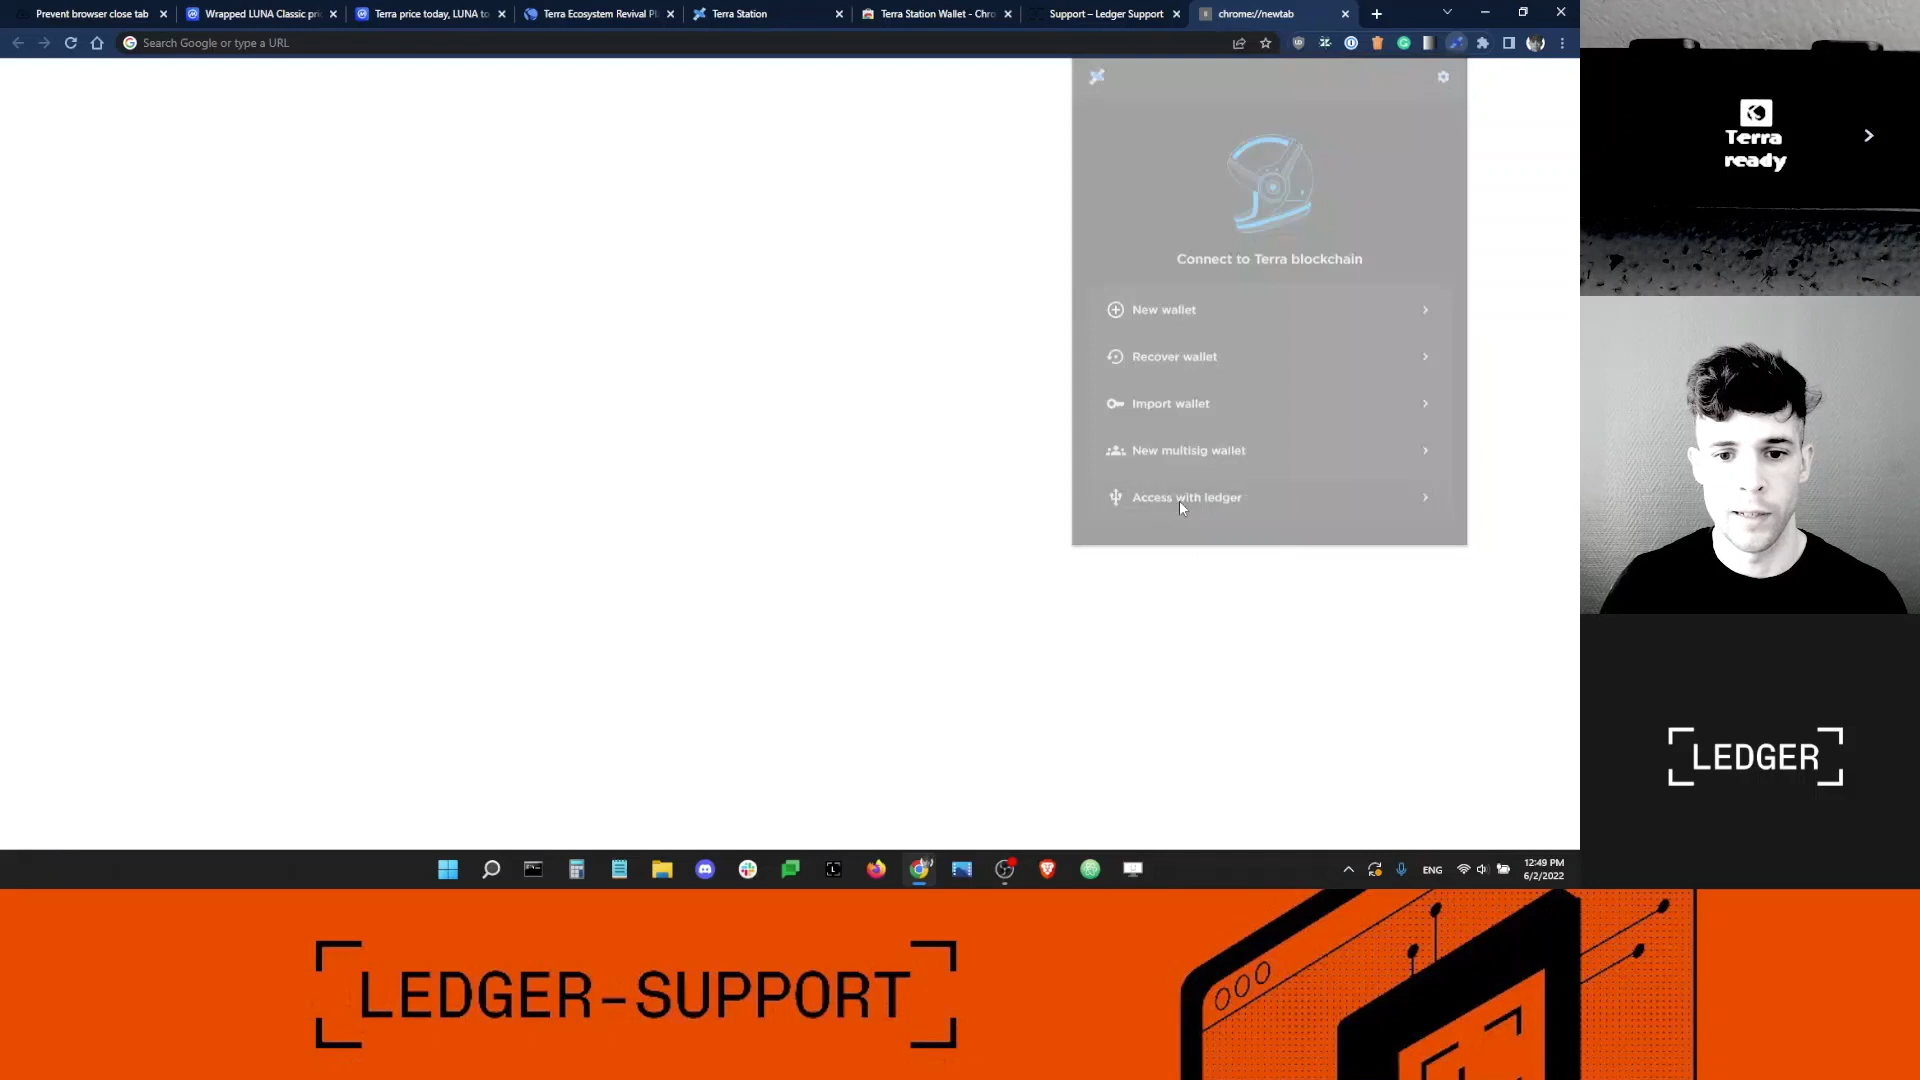 Prevent browser close tab
Wrapped LUNA Classic pri
Terra price today, LUNA to
Terra Ecosystem Revival Pl
Terra Station
Terra Station Wallet - Chro
Support – Ledger Support
chrome://newtab
Search Google or type a URL
Connect to Terra blockchain
New wallet
Recover wallet
Import wallet
New multisig wallet
Access with ledger
Terra
ready
LEDGER
ENG
12:49 PM
6/2/2022
LEDGER-SUPPORT